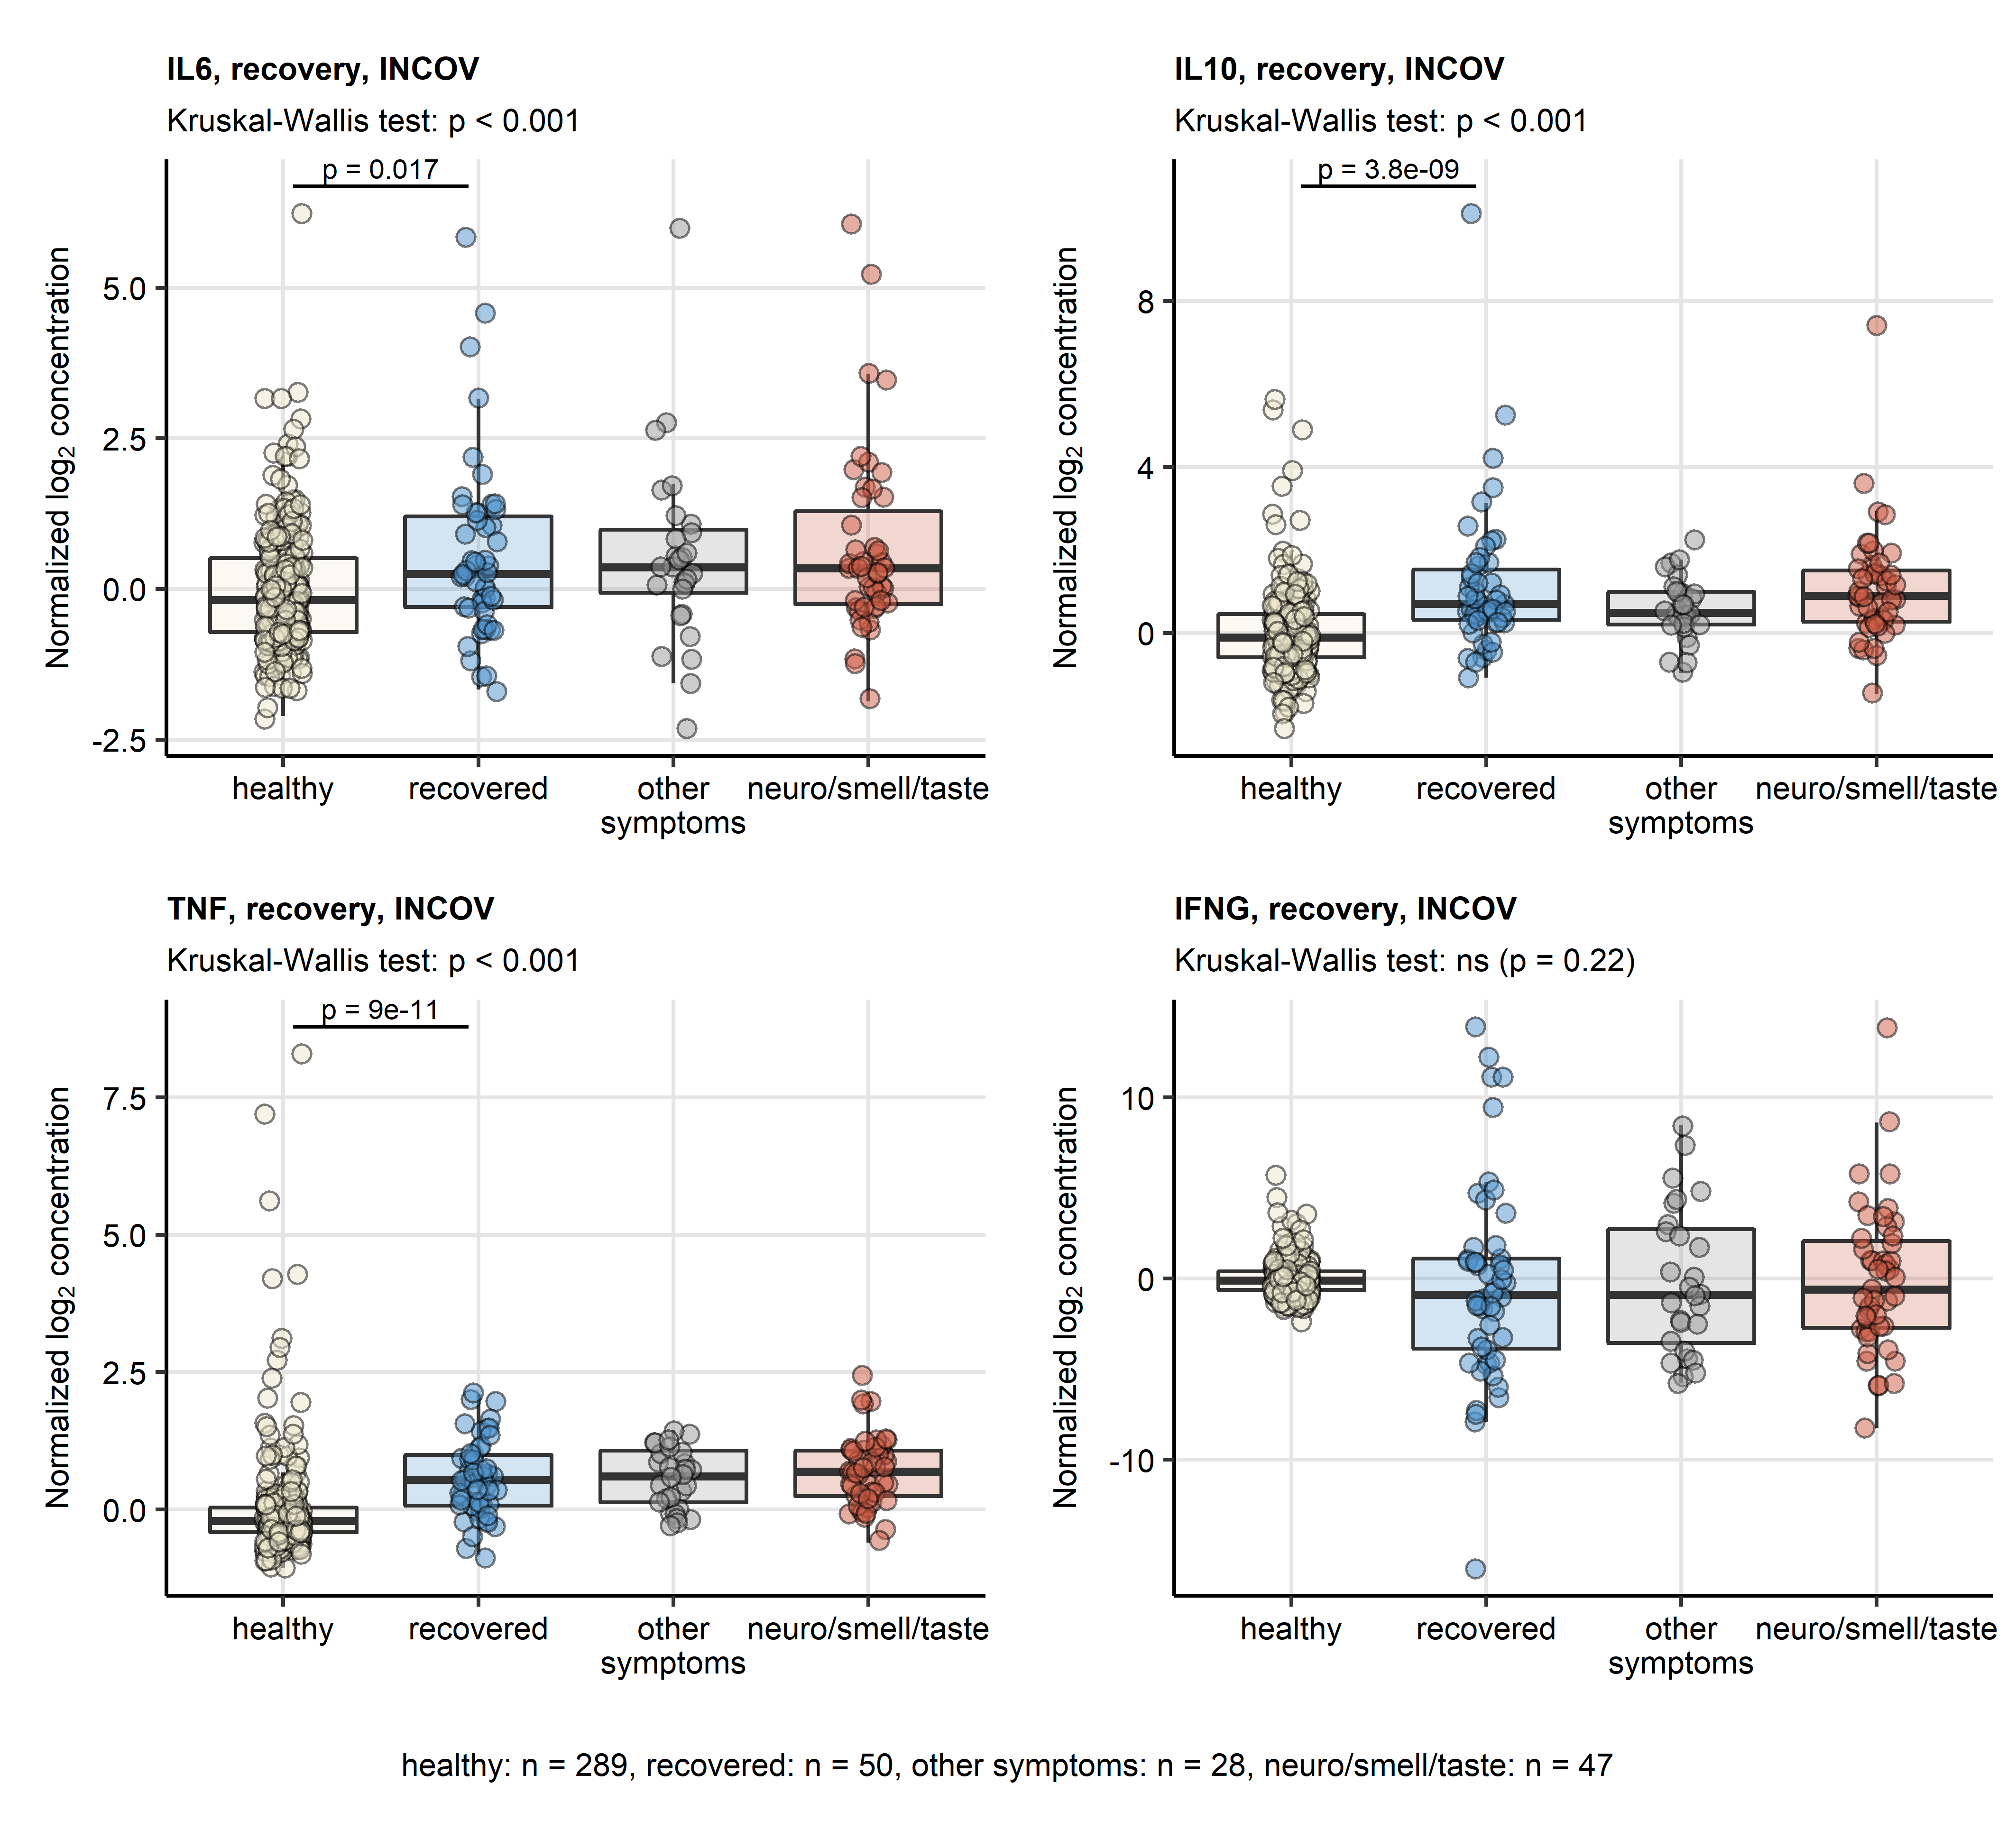 IL6, recovery, INCOV
Kruskal-Wallis test: p < 0.001
p = 0.017
Normalized log₂ concentration
5.0
2.5
0.0
-2.5
healthy
recovered
other
symptoms
neuro/smell/taste
IL10, recovery, INCOV
Kruskal-Wallis test: p < 0.001
p = 3.8e-09
Normalized log₂ concentration
8
4
0
healthy
recovered
other
symptoms
neuro/smell/taste
TNF, recovery, INCOV
Kruskal-Wallis test: p < 0.001
p = 9e-11
Normalized log₂ concentration
7.5
5.0
2.5
0.0
healthy
recovered
other
symptoms
neuro/smell/taste
IFNG, recovery, INCOV
Kruskal-Wallis test: ns (p = 0.22)
Normalized log₂ concentration
10
0
-10
healthy
recovered
other
symptoms
neuro/smell/taste
healthy: n = 289, recovered: n = 50, other symptoms: n = 28, neuro/smell/taste: n = 47